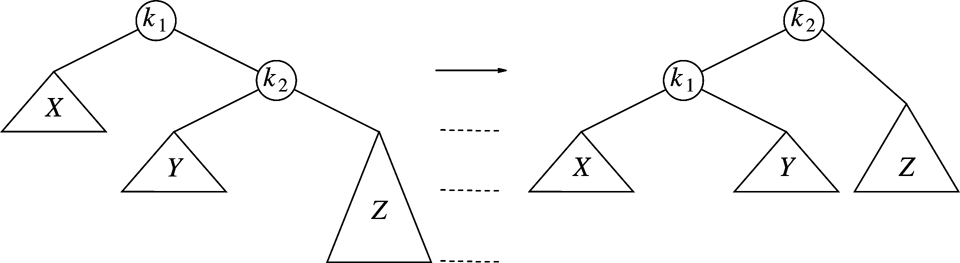 k₁ k₂
k₂ k₁
X X Y Z
Y
Z